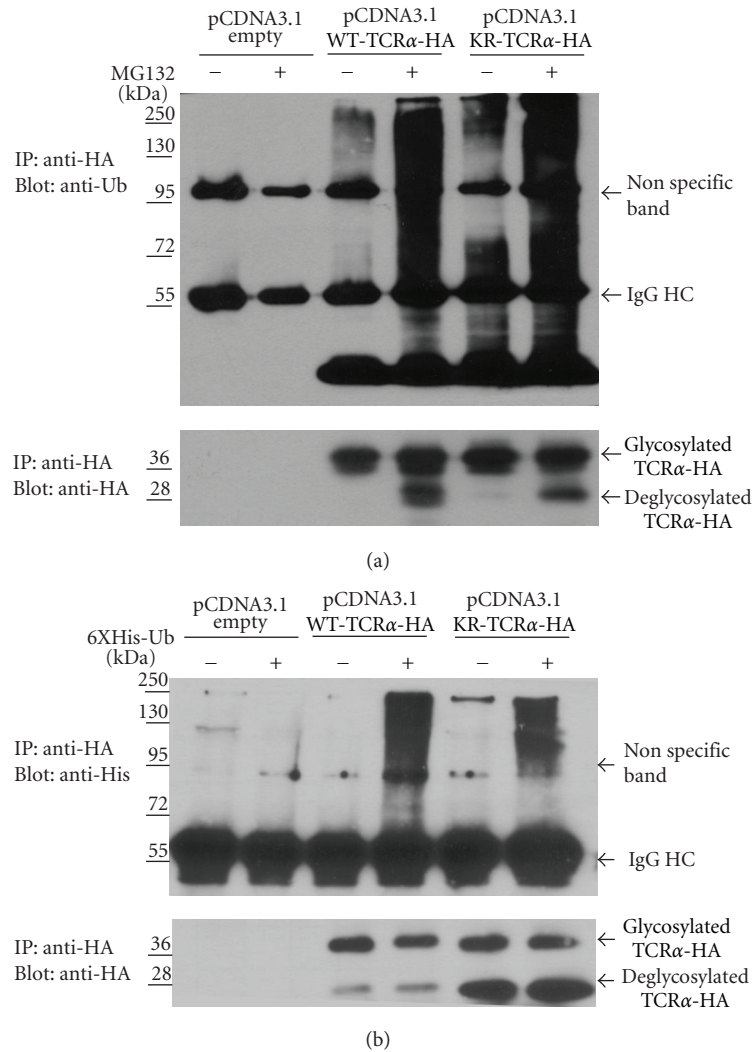 pCDNA3.1 empty
pCDNA3.1 WT-TCRα-HA
pCDNA3.1 KR-TCRα-HA
MG132 − + − + − +
(kDa)
250
130
95
72
55
IP: anti-HA
Blot: anti-Ub
← Non specific band
← IgG HC
IP: anti-HA
Blot: anti-HA
36
28
← Glycosylated TCRα-HA
← Deglycosylated TCRα-HA
(a)
pCDNA3.1 empty
pCDNA3.1 WT-TCRα-HA
pCDNA3.1 KR-TCRα-HA
6XHis-Ub − + − + − +
(kDa)
250
130
95
72
55
IP: anti-HA
Blot: anti-His
← Non specific band
← IgG HC
IP: anti-HA
Blot: anti-HA
36
28
← Glycosylated TCRα-HA
← Deglycosylated TCRα-HA
(b)